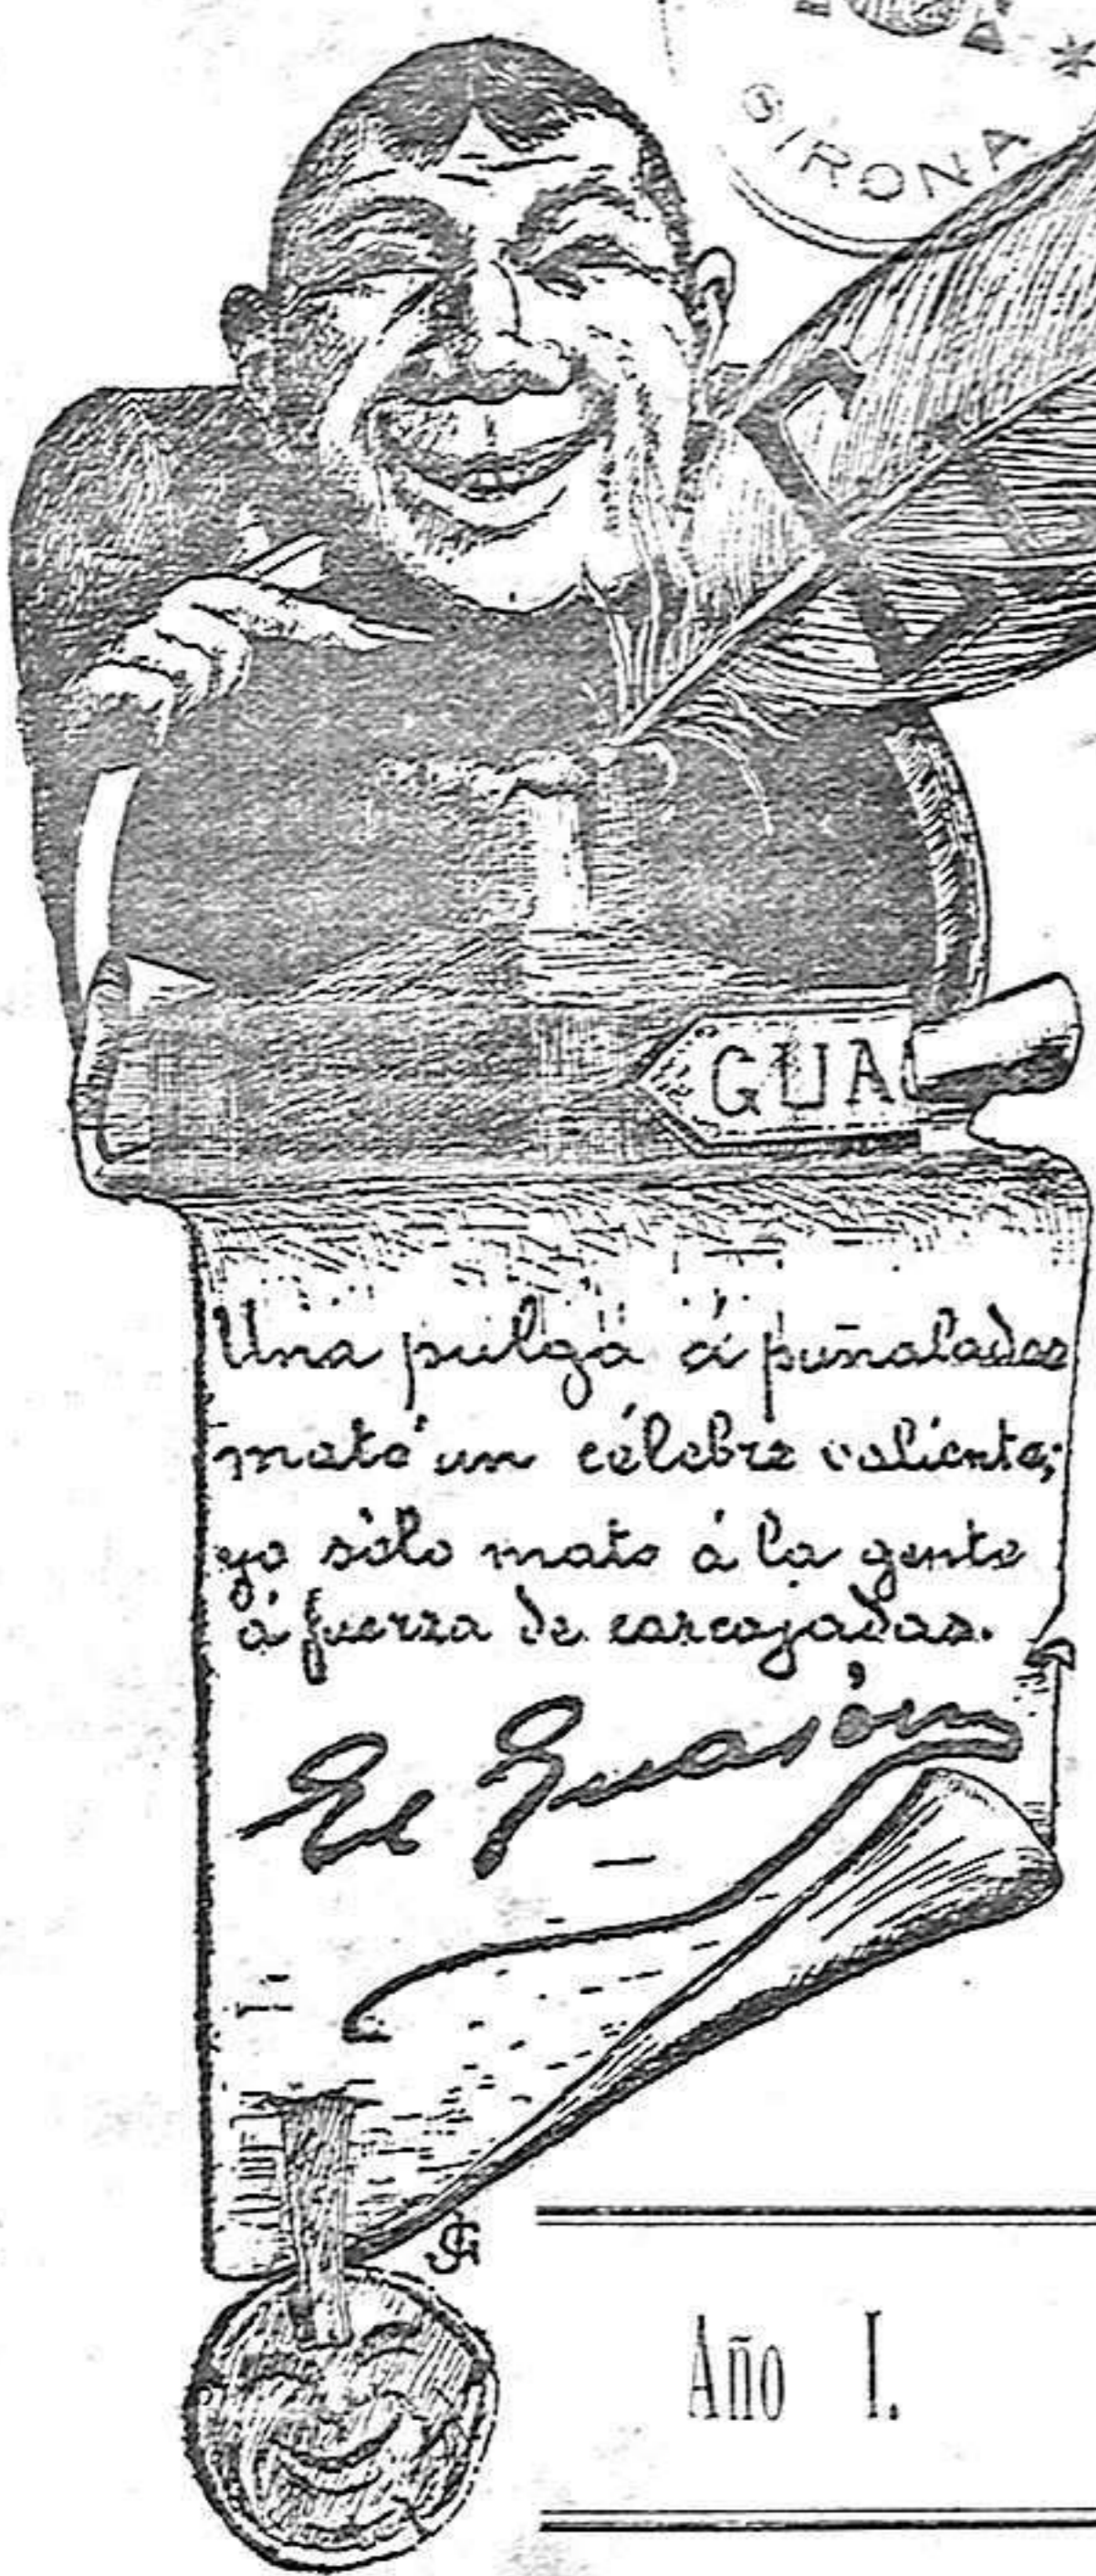 GIRONA
GUA
Una pulga á puñaladas
mató un célebre valiente;
yo sólo mato á la gente
á fuerza de carcajadas.
El Guasón
Año I.